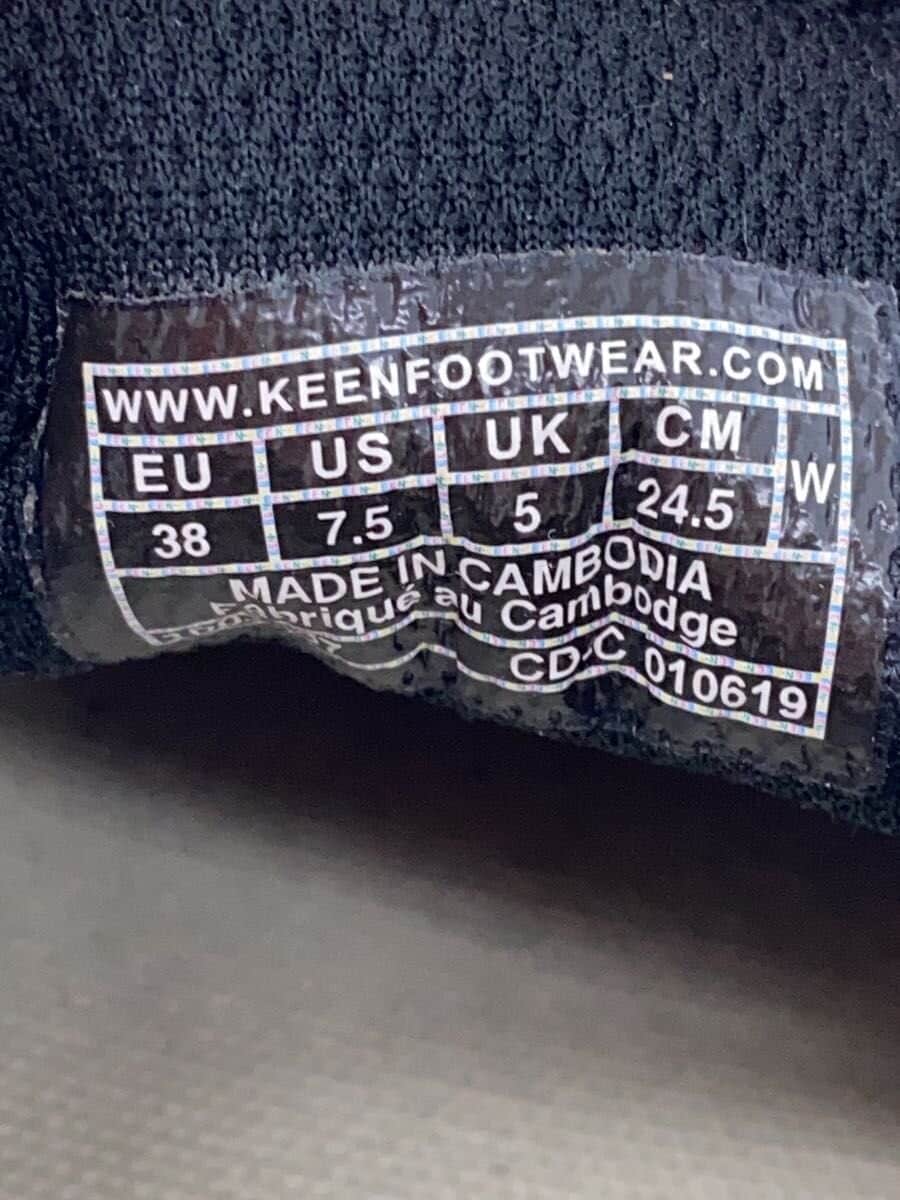 WWW.KEENFOOTWEAR.COM
EU US UK CM W
38 7.5 5 24.5
MADE IN CAMBODIA
Fabriqué au Cambodge
CD-C 010619